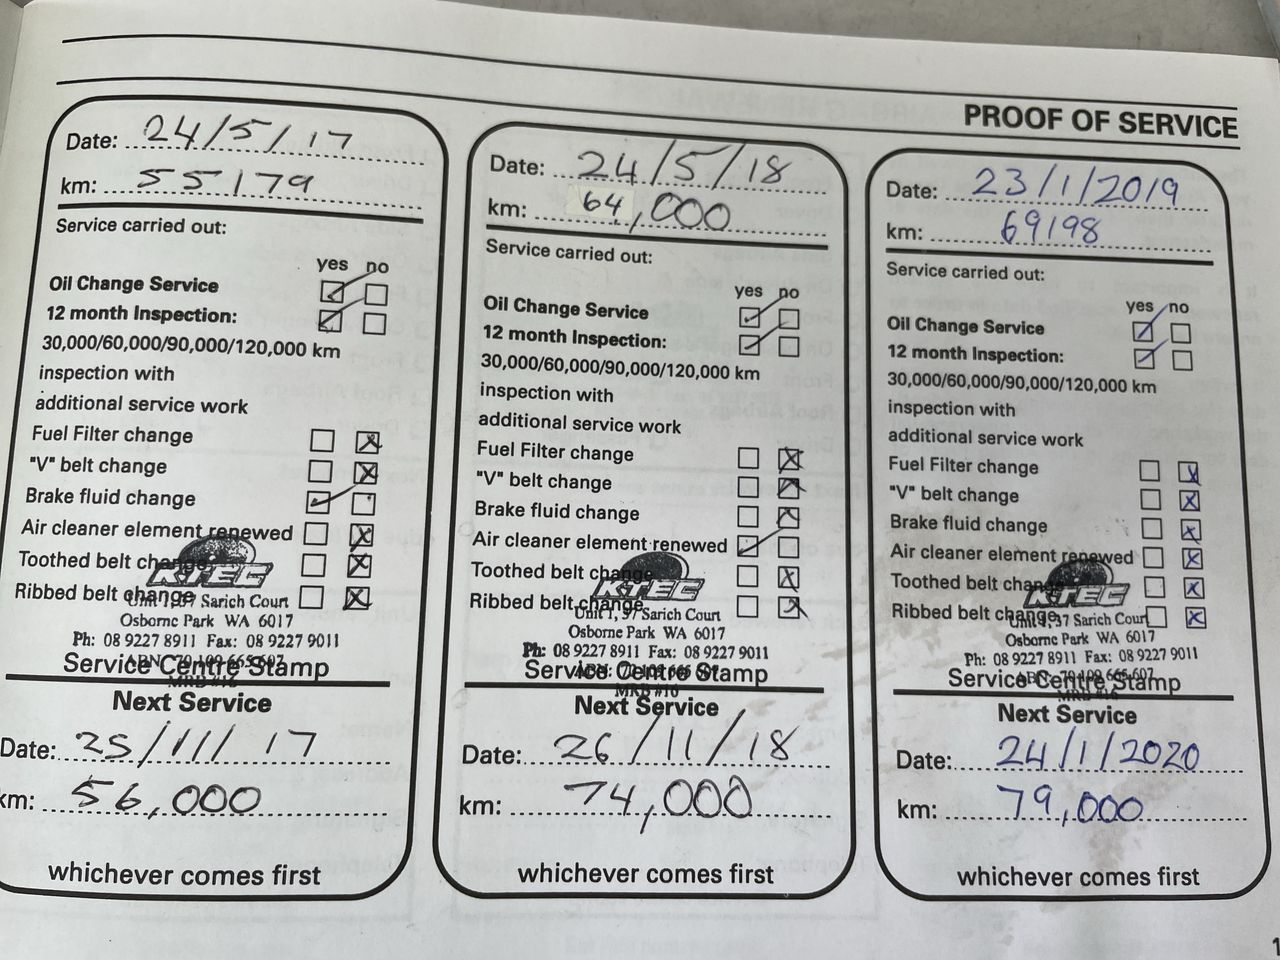 PROOF OF SERVICE
Date: 24/5/17
km: 55179
Service carried out:
yes no
Oil Change Service
12 month Inspection:
30,000/60,000/90,000/120,000 km
inspection with
additional service work
Fuel Filter change
"V" belt change
Brake fluid change
Air cleaner element renewed
Toothed belt change
Ribbed belt change
KTEC
Unit 1, 37 Sarich Court
Osborne Park WA 6017
Ph: 08 9227 8911 Fax: 08 9227 9011
Service Centre Stamp
Next Service
Date: 25/11/17
km: 56,000
whichever comes first
Date: 24/5/18
km: 64,000
Service carried out:
yes no
Oil Change Service
12 month Inspection:
30,000/60,000/90,000/120,000 km
inspection with
additional service work
Fuel Filter change
"V" belt change
Brake fluid change
Air cleaner element renewed
Toothed belt change
Ribbed belt change
KTEC
Unit 1, 37 Sarich Court
Osborne Park WA 6017
Ph: 08 9227 8911 Fax: 08 9227 9011
Service Centre Stamp
MRB #16
Next Service
Date: 26/11/18
km: 74,000
whichever comes first
Date: 23/1/2019
km: 69198
Service carried out:
yes no
Oil Change Service
12 month Inspection:
30,000/60,000/90,000/120,000 km
inspection with
additional service work
Fuel Filter change
"V" belt change
Brake fluid change
Air cleaner element renewed
Toothed belt change
Ribbed belt change
KTEC
Unit 1, 37 Sarich Court
Osborne Park WA 6017
Ph: 08 9227 8911 Fax: 08 9227 9011
Service Centre Stamp
Next Service
Date: 24/1/2020
km: 79,000
whichever comes first
1